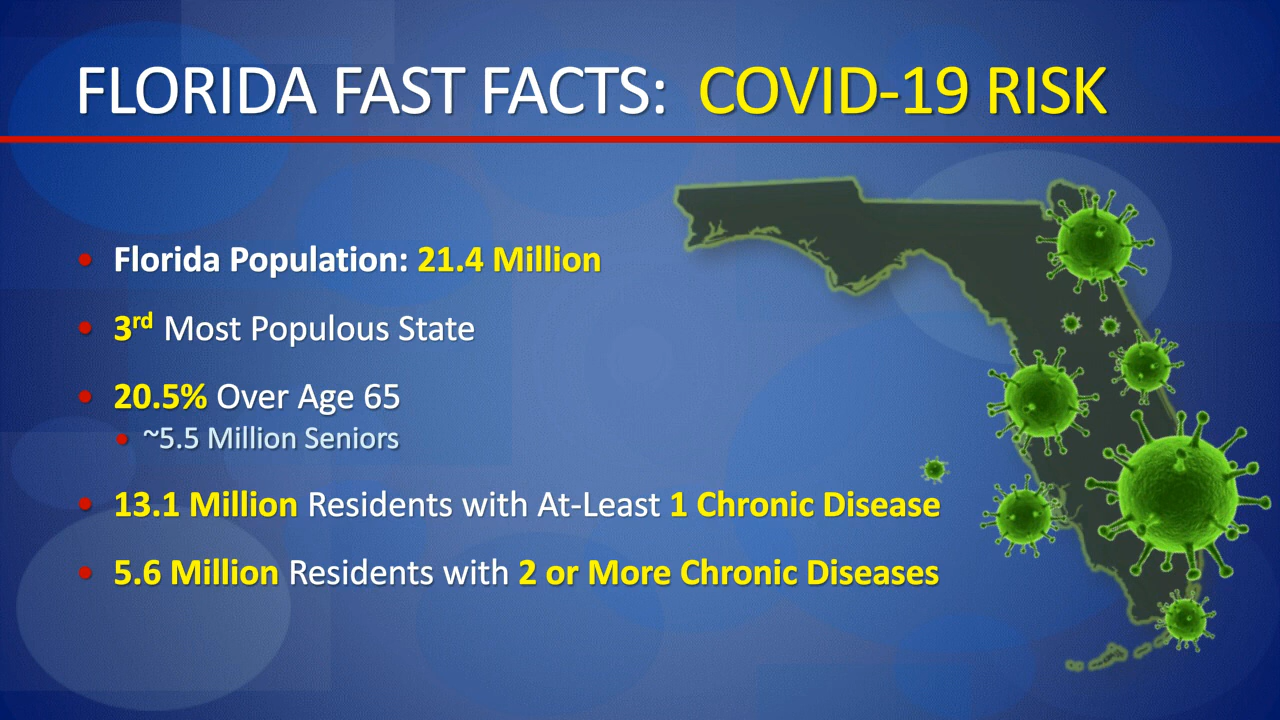 FLORIDA FAST FACTS: COVID-19 RISK
• Florida Population: 21.4 Million
• 3rd Most Populous State
• 20.5% Over Age 65
• ~5.5 Million Seniors
• 13.1 Million Residents with At-Least 1 Chronic Disease
• 5.6 Million Residents with 2 or More Chronic Diseases